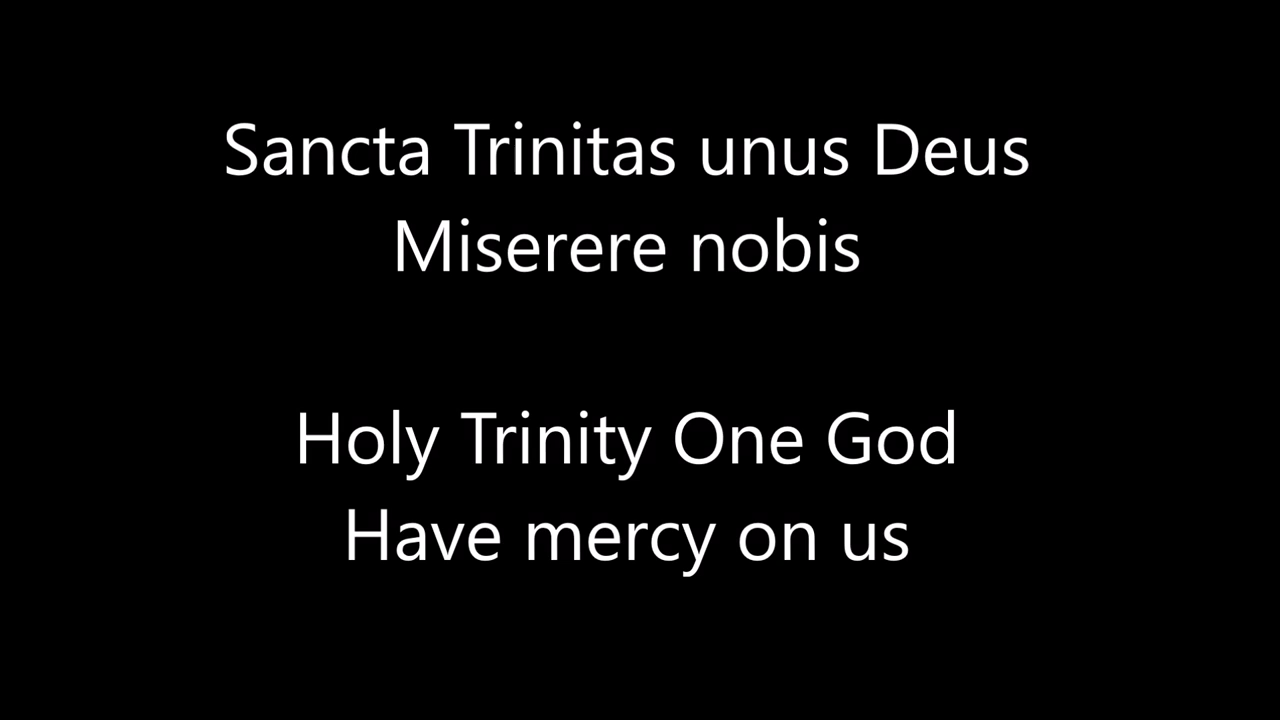 Sancta Trinitas unus Deus
Miserere nobis
Holy Trinity One God
Have mercy on us